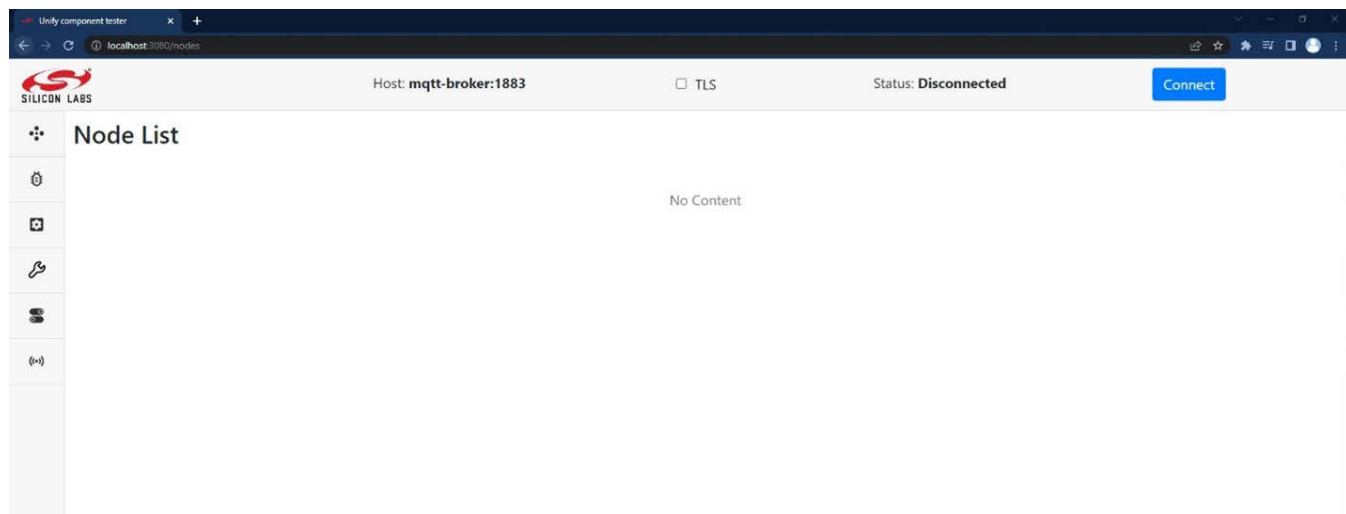 Unify component tester
localhost:3080/nodes
SILICON LABS
Host: mqtt-broker:1883
TLS
Status: Disconnected
Connect
Node List
No Content